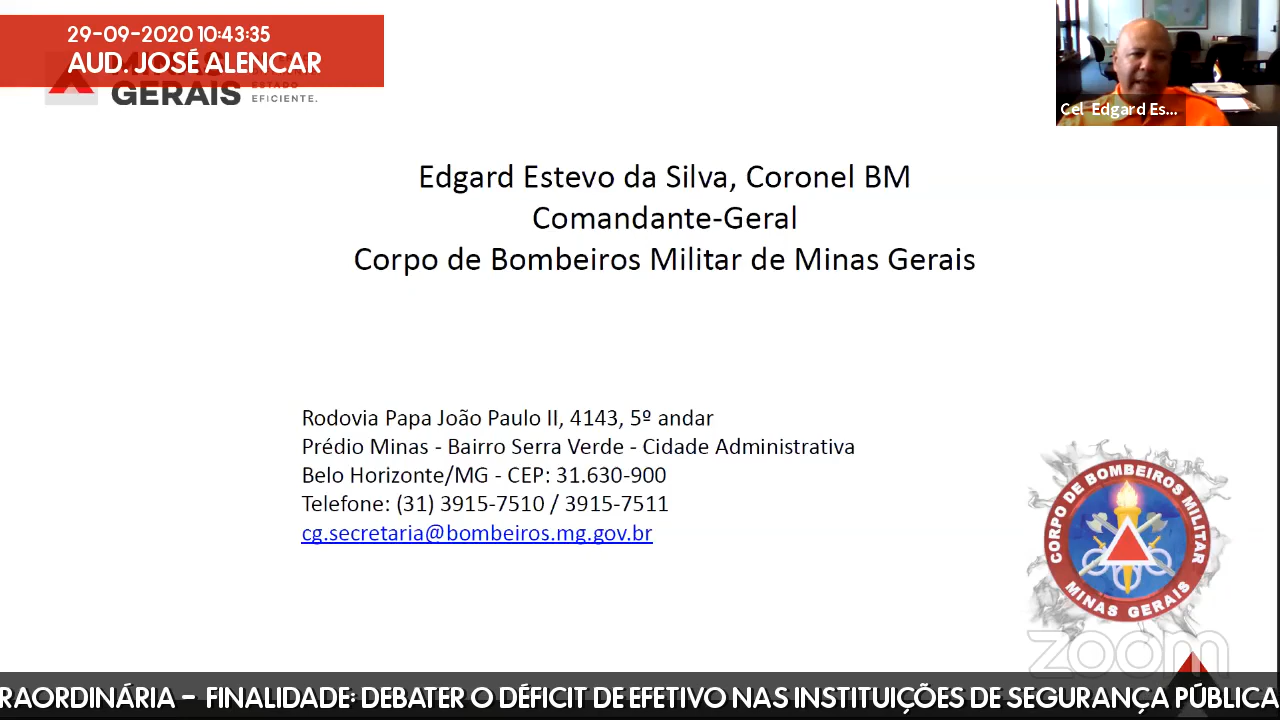 29-09-2020 10:43:35
AUD. JOSÉ ALENCAR
GERAIS
ESTADO
EFICIENTE.
Cel Edgard Es...
Edgard Estevo da Silva, Coronel BM
Comandante-Geral
Corpo de Bombeiros Militar de Minas Gerais
Rodovia Papa João Paulo II, 4143, 5º andar
Prédio Minas - Bairro Serra Verde - Cidade Administrativa
Belo Horizonte/MG - CEP: 31.630-900
Telefone: (31) 3915-7510 / 3915-7511
cg.secretaria@bombeiros.mg.gov.br
CORPO DE BOMBEIROS MILITAR
MINAS GERAIS
zoom
RAORDINÁRIA - FINALIDADE: DEBATER O DÉFICIT DE EFETIVO NAS INSTITUIÇÕES DE SEGURANÇA PÚBLICA